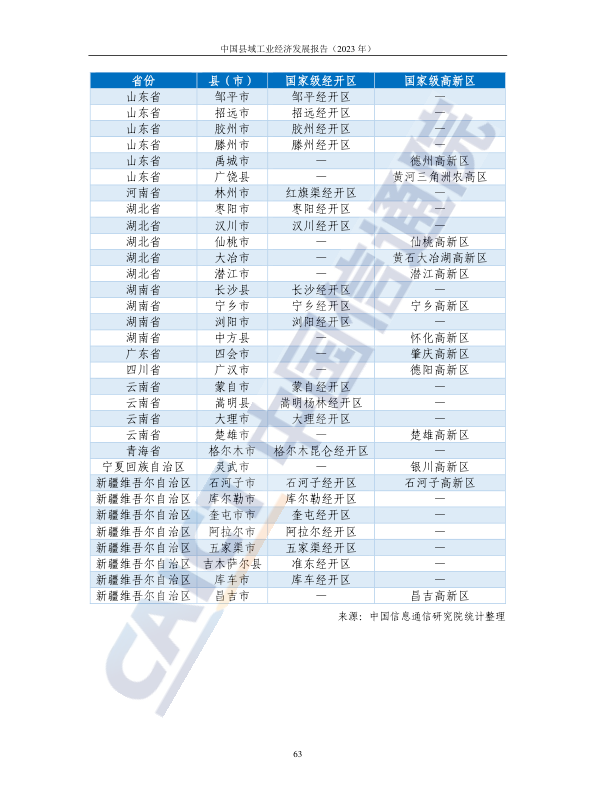 中国县域工业经济发展报告（2023 年）
省份 县（市） 国家级经开区 国家级高新区
山东省 邹平市 邹平经开区 —
山东省 招远市 招远经开区 —
山东省 胶州市 胶州经开区 —
山东省 滕州市 滕州经开区 —
山东省 禹城市 — 德州高新区
山东省 广饶县 — 黄河三角洲农高区
河南省 林州市 红旗渠经开区 —
湖北省 枣阳市 枣阳经开区 —
湖北省 汉川市 汉川经开区 —
湖北省 仙桃市 — 仙桃高新区
湖北省 大冶市 — 黄石大冶湖高新区
湖北省 潜江市 — 潜江高新区
湖南省 长沙县 长沙经开区 —
湖南省 宁乡市 宁乡经开区 宁乡高新区
湖南省 浏阳市 浏阳经开区 —
湖南省 中方县 — 怀化高新区
广东省 四会市 — 肇庆高新区
四川省 广汉市 — 德阳高新区
云南省 蒙自市 蒙自经开区 —
云南省 嵩明县 嵩明杨林经开区 —
云南省 大理市 大理经开区 —
云南省 楚雄市 — 楚雄高新区
青海省 格尔木市 格尔木昆仑经开区 —
宁夏回族自治区 灵武市 — 银川高新区
新疆维吾尔自治区 石河子市 石河子经开区 石河子高新区
新疆维吾尔自治区 库尔勒市 库尔勒经开区 —
新疆维吾尔自治区 奎屯市市 奎屯经开区 —
新疆维吾尔自治区 阿拉尔市 阿拉尔经开区 —
新疆维吾尔自治区 五家渠市 五家渠经开区 —
新疆维吾尔自治区 吉木萨尔县 准东经开区 —
新疆维吾尔自治区 库车市 库车经开区 —
新疆维吾尔自治区 昌吉市 — 昌吉高新区
来源：中国信息通信研究院统计整理
CAICT 中国信通院
63